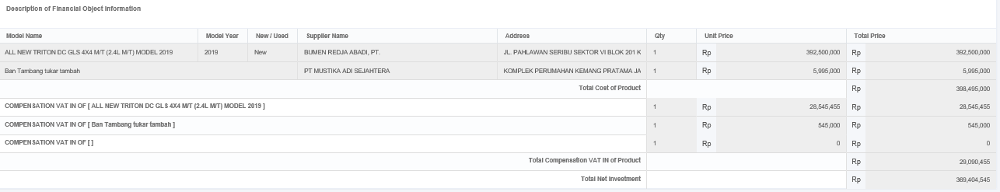 Description of Financial Object Information
Model Name Model Year New / Used Supplier Name Address Qty Unit Price Total Price
ALL NEW TRITON DC GLS 4X4 M/T (2.4L M/T) MODEL 2019 2019 New BUMEN REDJA ABADI, PT. JL. PAHLAWAN SERIBU SEKTOR VI BLOK 201 K 1 Rp 392,500,000 Rp 392,500,000
Ban Tambang tukar tambah PT MUSTIKA ADI SEJAHTERA KOMPLEK PERUMAHAN KEMANG PRATAMA JA 1 Rp 5,995,000 Rp 5,995,000
Total Cost of Product Rp 398,495,000
COMPENSATION VAT IN OF [ ALL NEW TRITON DC GLS 4X4 M/T (2.4L M/T) MODEL 2019 ] 1 Rp 28,545,455 Rp 28,545,455
COMPENSATION VAT IN OF [ Ban Tambang tukar tambah ] 1 Rp 545,000 Rp 545,000
COMPENSATION VAT IN OF [ ] 1 Rp 0 Rp 0
Total Compensation VAT IN of Product Rp 29,090,455
Total Net Investment Rp 369,404,545